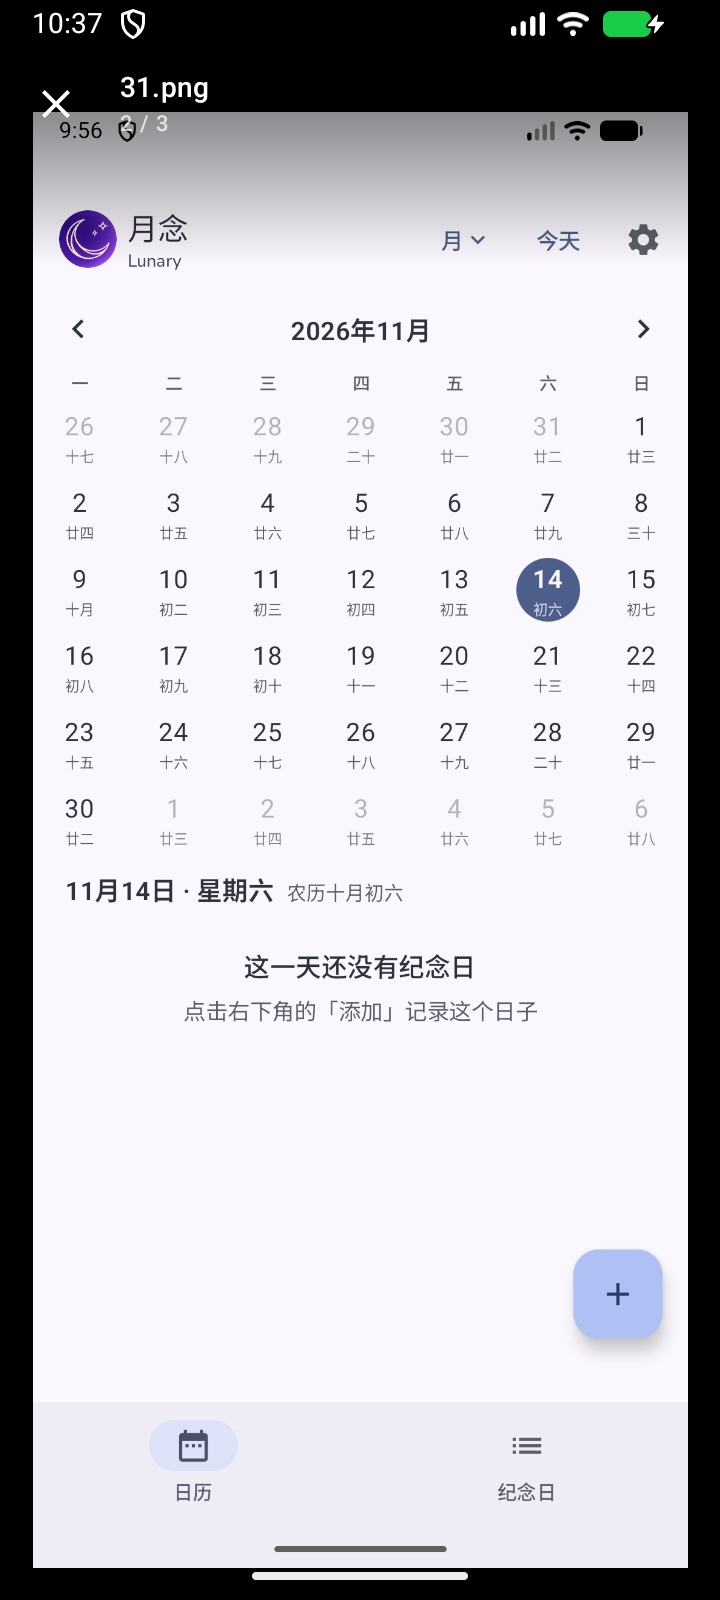 10:37
31.png
2 / 3
9:56
月念
Lunary
月
今天
2026年11月
一 二 三 四 五 六 日
26 27 28 29 30 31 1
十七 十八 十九 二十 廿一 廿二 廿三
2 3 4 5 6 7 8
廿四 廿五 廿六 廿七 廿八 廿九 三十
9 10 11 12 13 14 15
十月 初二 初三 初四 初五 初六 初七
16 17 18 19 20 21 22
初八 初九 初十 十一 十二 十三 十四
23 24 25 26 27 28 29
十五 十六 十七 十八 十九 二十 廿一
30 1 2 3 4 5 6
廿二 廿三 廿四 廿五 廿六 廿七 廿八
11月14日 · 星期六 农历十月初六
这一天还没有纪念日
点击右下角的「添加」记录这个日子
日历
纪念日